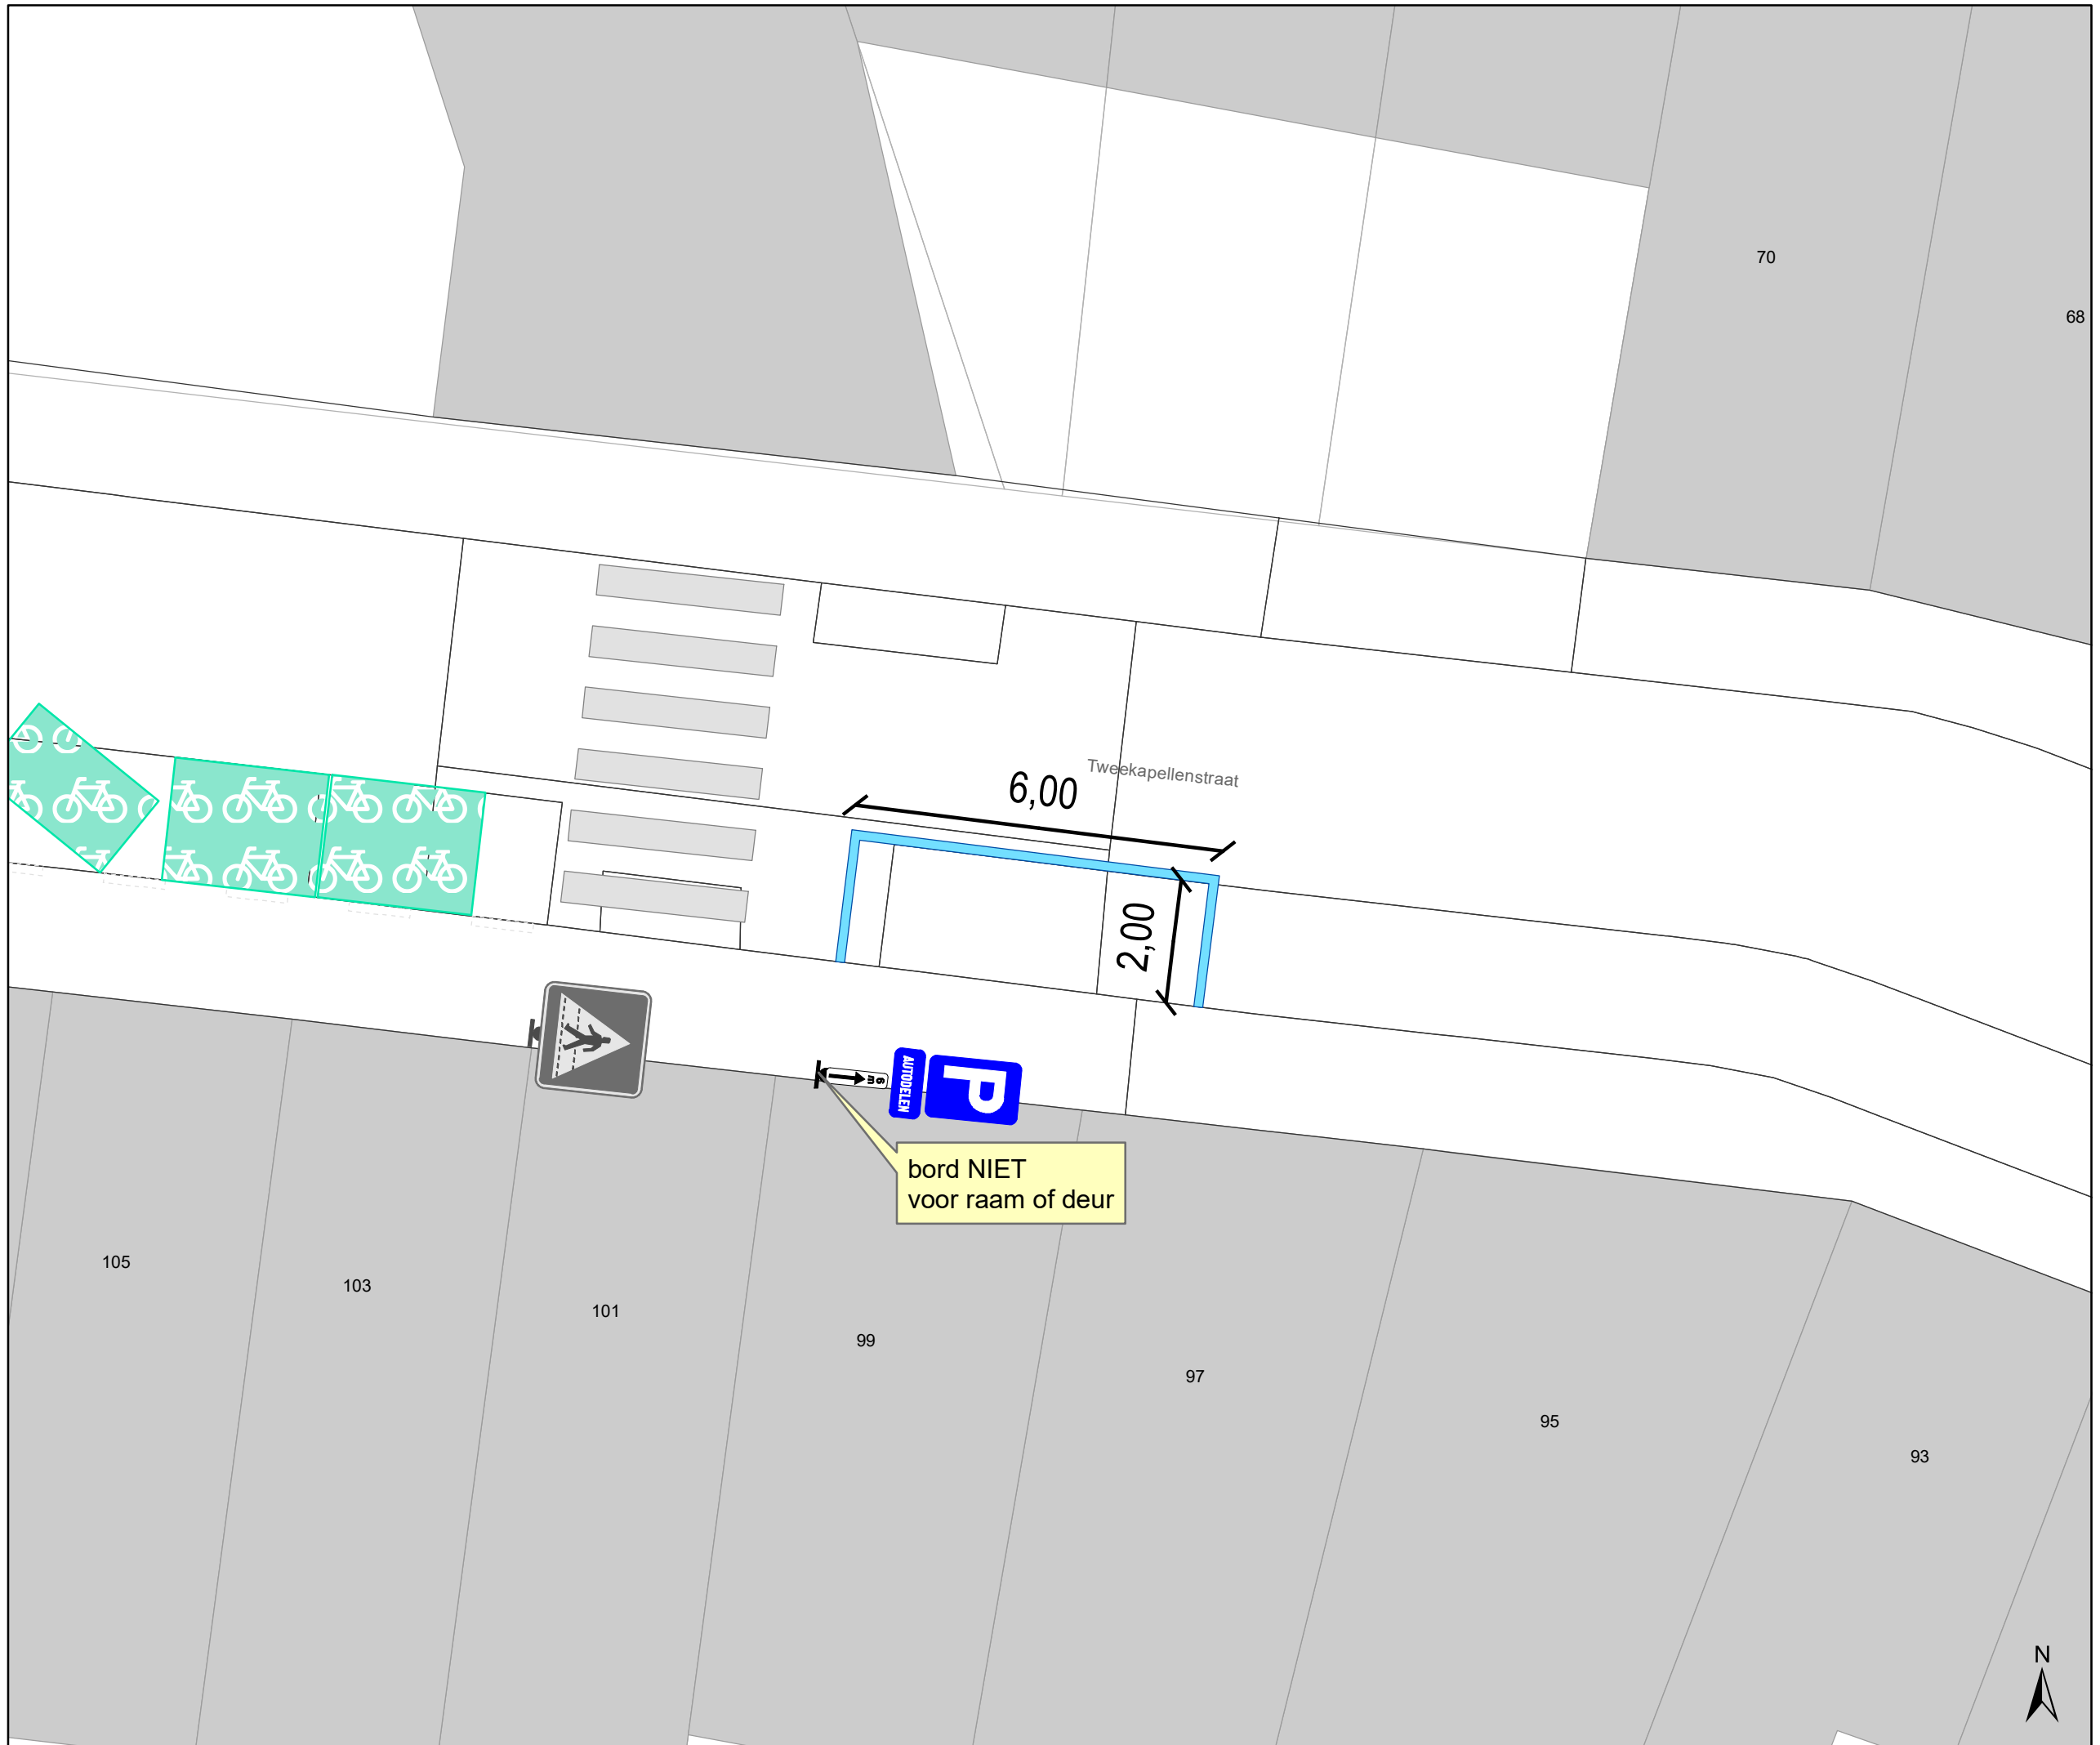 70
68
Tweekapellenstraat
6,00
2,00
6 m
AUTODELEN
P
bord NIET
voor raam of deur
105
103
101
99
97
95
93
N